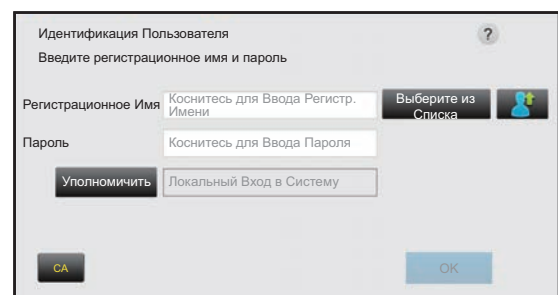 Идентификация Пользователя
?
Введите регистрационное имя и пароль
Регистрационное Имя
Коснитесь для Ввода Регистр.
Имени
Выберите из
Списка
Пароль
Коснитесь для Ввода Пароля
Уполномичить
Локальный Вход в Систему
CA
OK